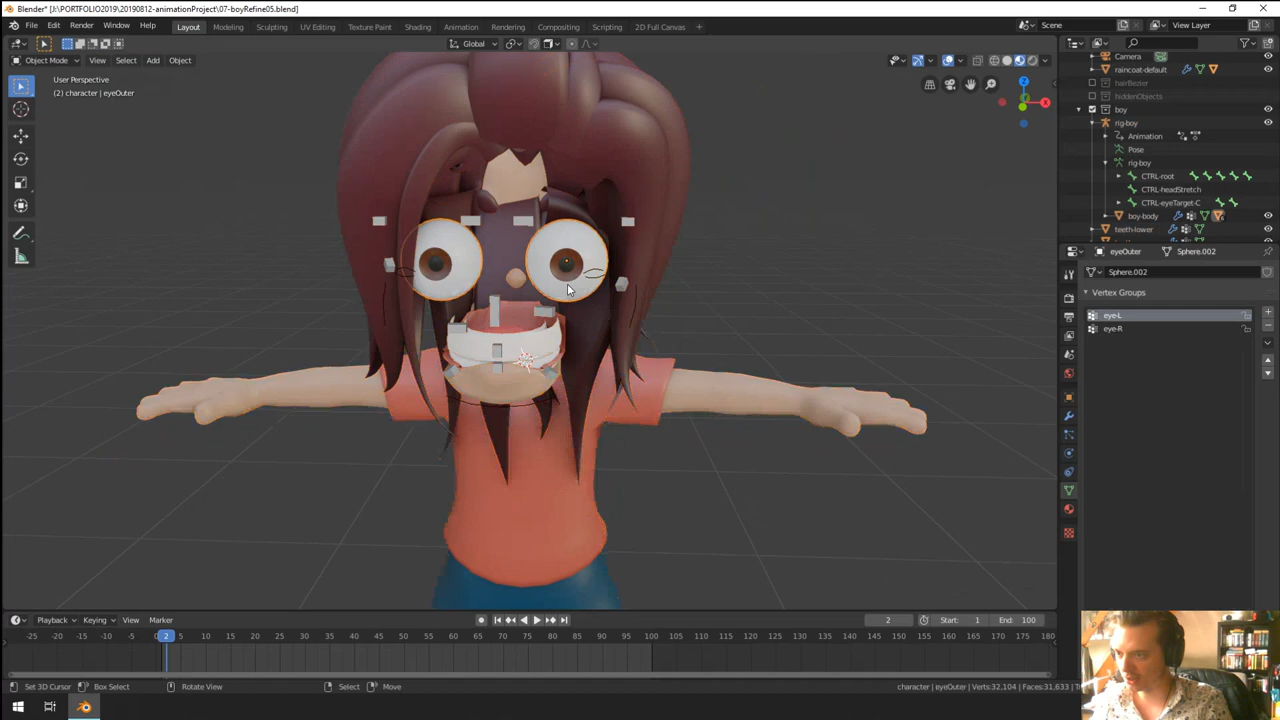 Blender* [J:\PORTFOLIO2019\20190812-animationProject\07-boyRefine05.blend]
File Edit Render Window Help
Layout Modeling Sculpting UV Editing Texture Paint Shading Animation Rendering Compositing Scripting 2D Full Canvas +
Scene View Layer
Global
Object Mode View Select Add Object
User Perspective
(2) character | eyeOuter
Camera
raincoat-default
hairBezier
hiddenObjects
boy
rig-boy
Animation
Pose
rig-boy
CTRL-root
CTRL-headStretch
CTRL-eyeTarget-C
boy-body
teeth-lower
eyeOuter Sphere.002
Sphere.002
Vertex Groups
eye-L
eye-R
Playback Keying View Marker
2 Start: 1 End: 100
-25 -20 -15 -10 -5 0 2 5 10 15 20 25 30 35 40 45 50 55 60 65 70 75 80 85 90 95 100 105 110 115 120 125 130 135 140 145 150 155 160 165 170 175 180
Set 3D Cursor Box Select Rotate View Select Move
character | eyeOuter | Verts:32,104 | Faces:31,633 |